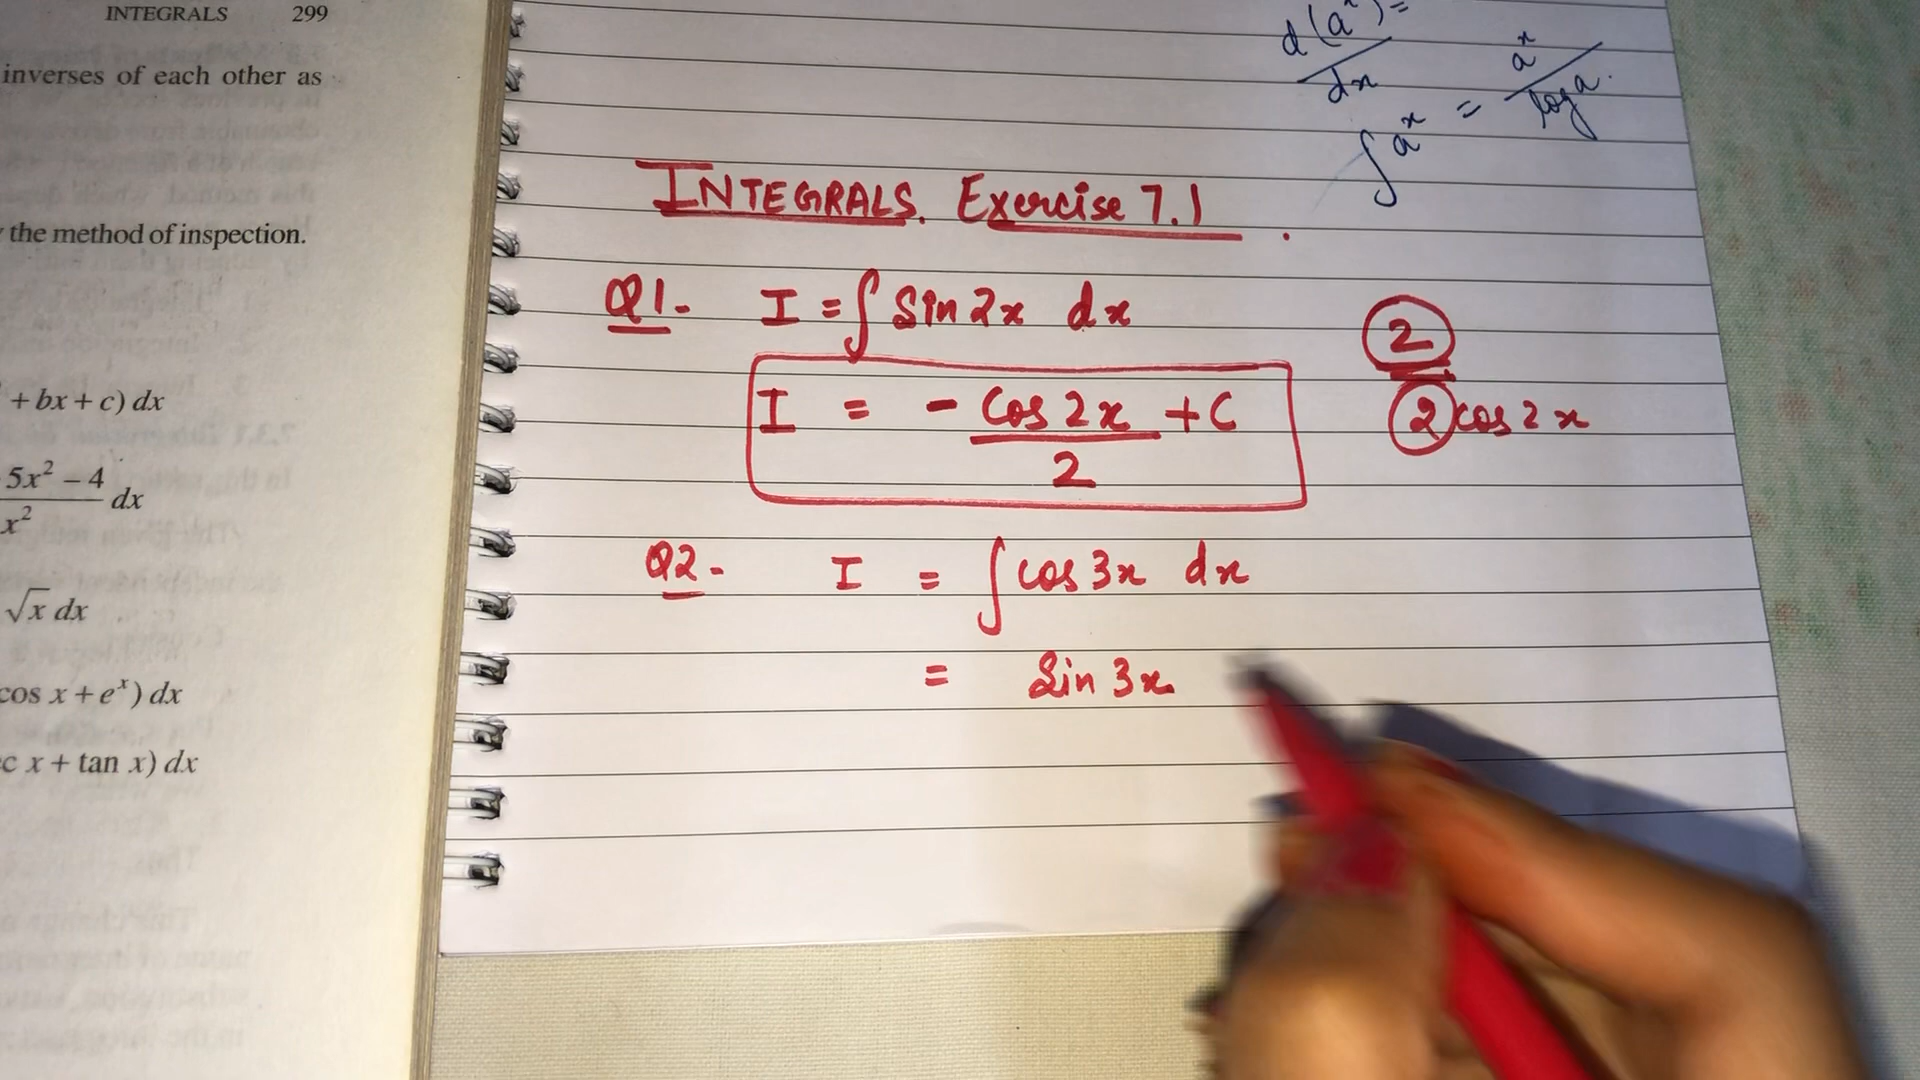 INTEGRALS 299
inverses of each other as
the method of inspection.
+ bx + c) dx
5x² – 4
x²
dx
√x dx
cos x + eˣ) dx
c x + tan x) dx
d(aˣ) =
dx
∫aˣ = aˣ
log a.
INTEGRALS. Exercise 7.1 .
Q1- I = ∫ Sin 2x dx
I = - Cos 2x + C
2
2
2 cos 2x
Q2- I = ∫ cos 3x dx
= Sin 3x